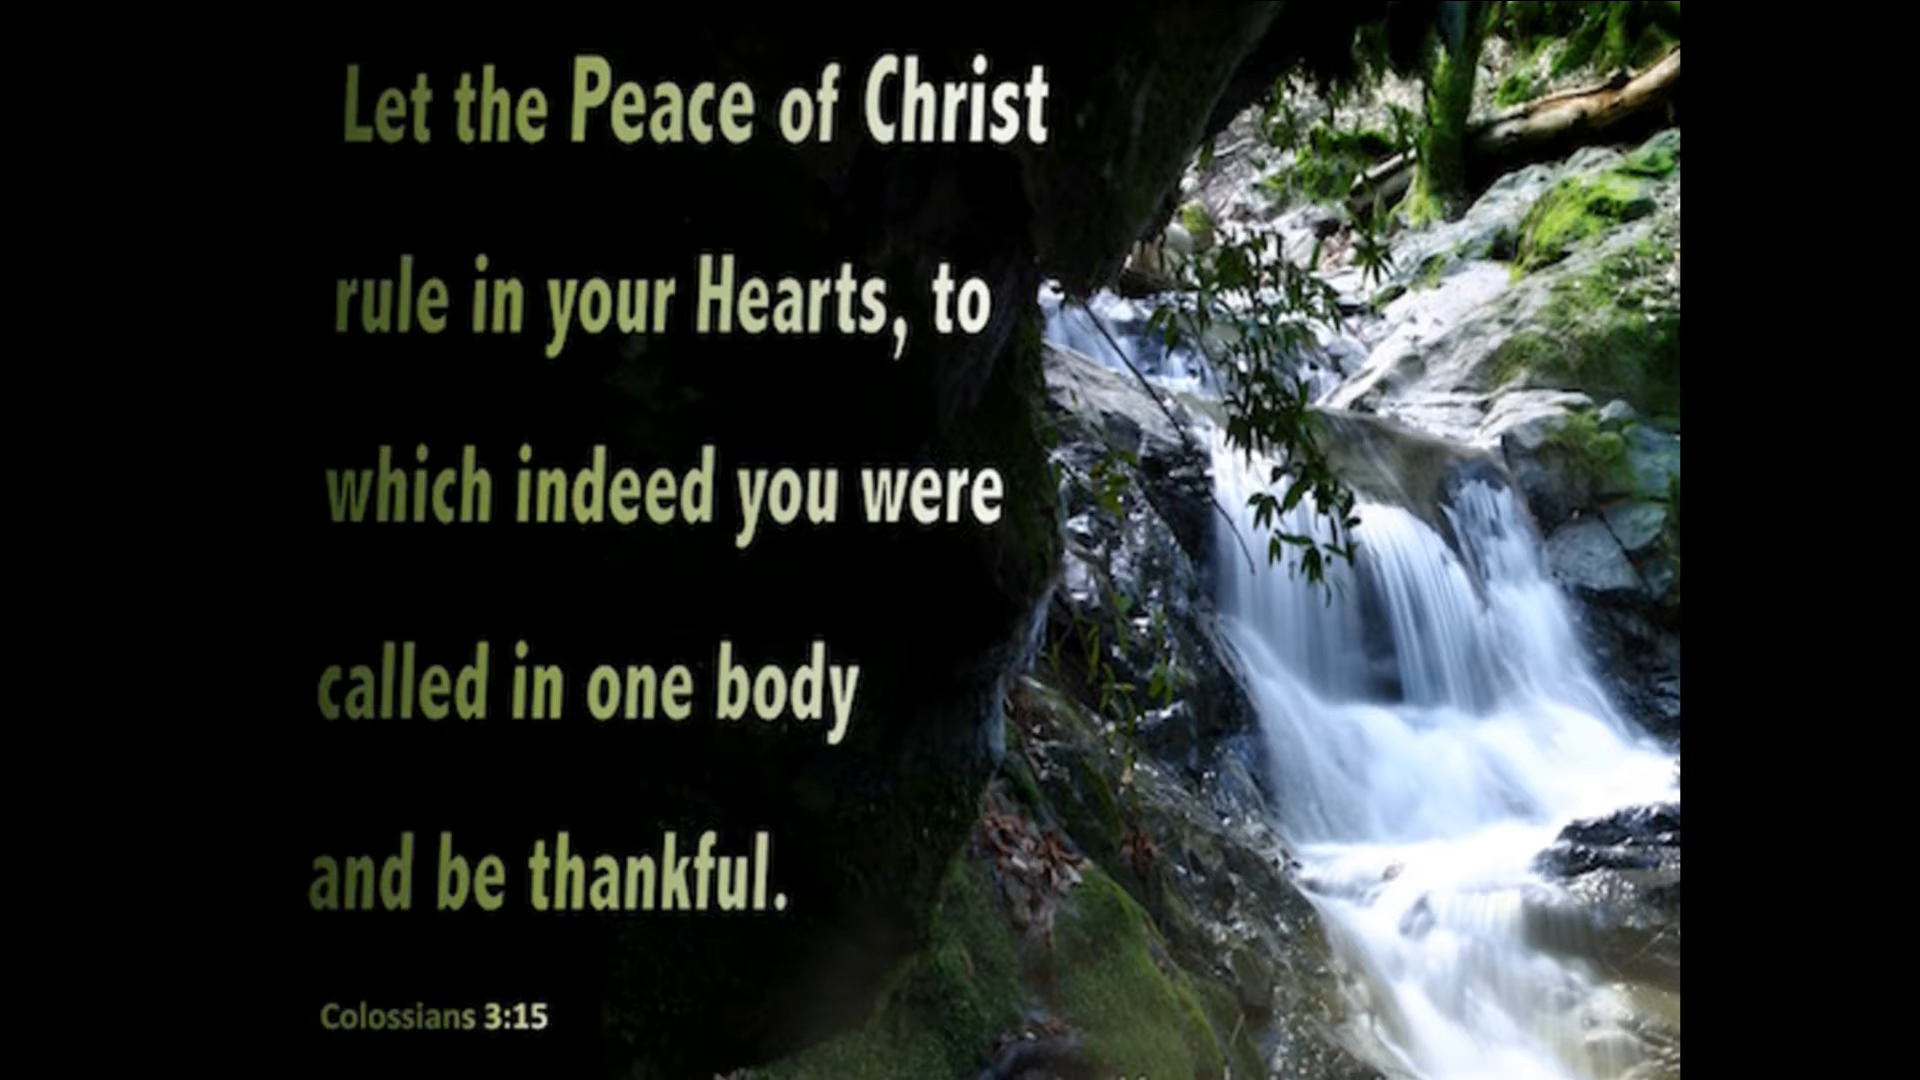 Let the Peace of Christ
rule in your Hearts, to
which indeed you were
called in one body
and be thankful.
Colossians 3:15